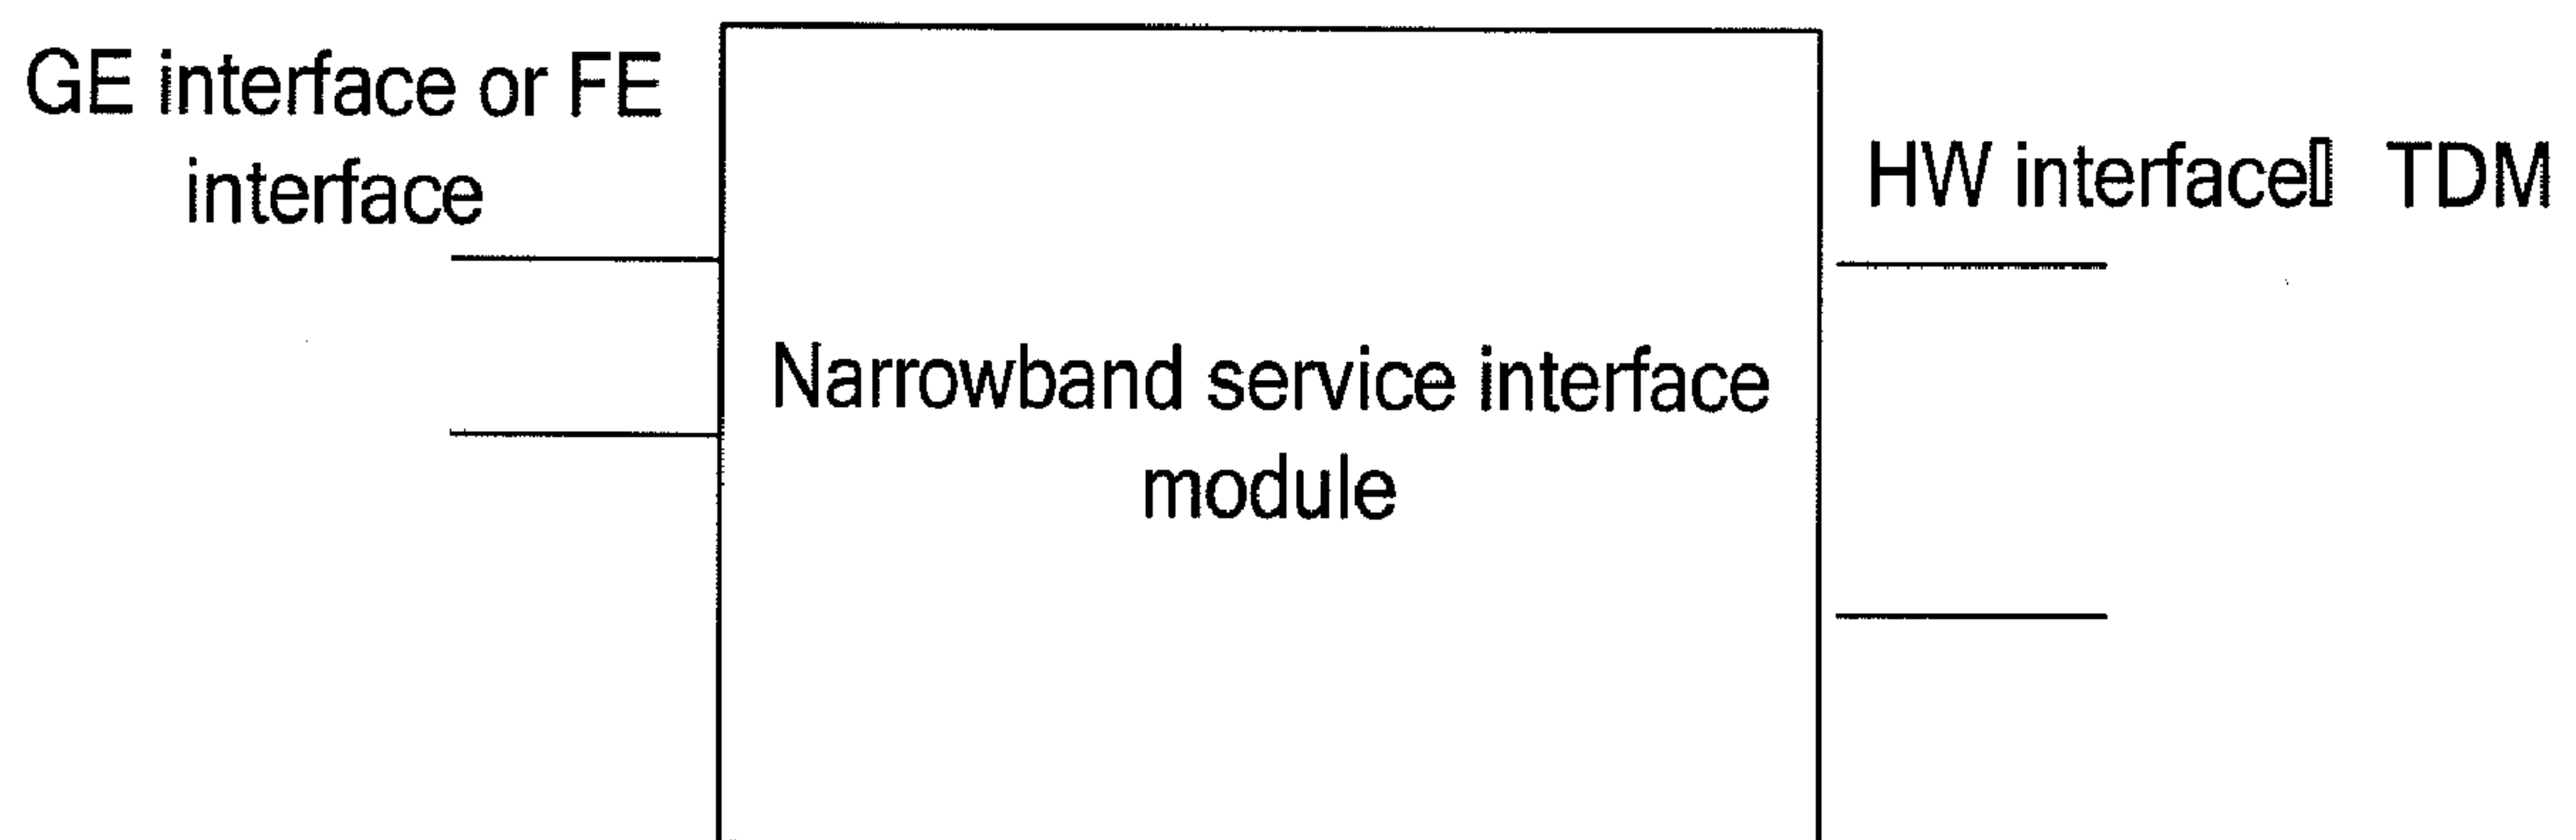 GE interface or FE
interface
HW interface▯ TDM
Narrowband service interface
module